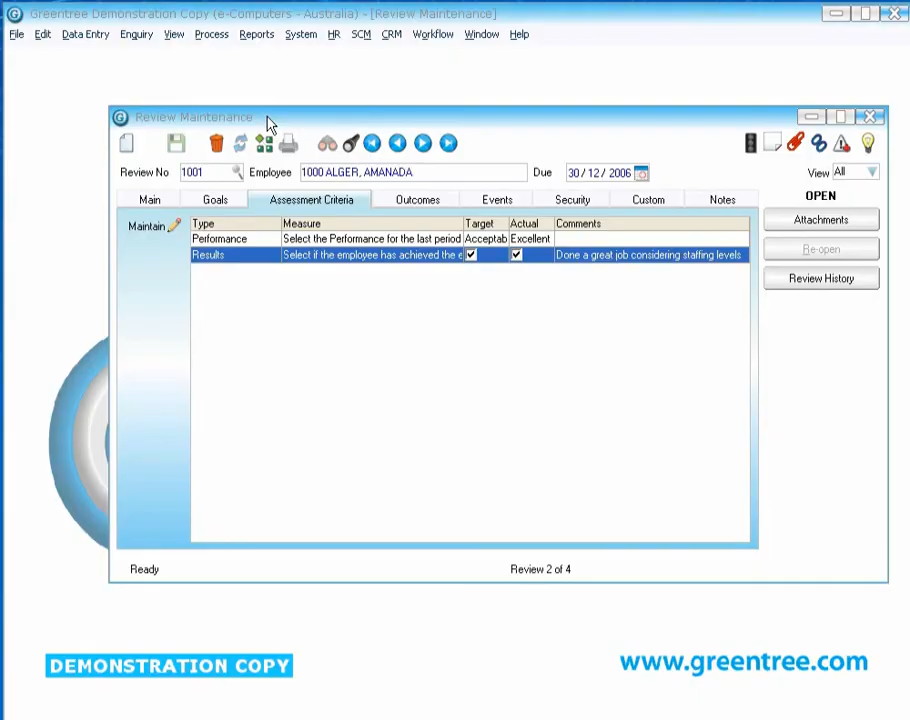 Greentree Demonstration Copy (e-Computers - Australia) - [Review Maintenance]
File Edit Data Entry Enquiry View Process Reports System HR SCM CRM Workflow Window Help
Review Maintenance
Review No 1001 Employee 1000 ALGER, AMANADA Due 30 / 12 / 2006 View All
Main Goals Assessment Criteria Outcomes Events Security Custom Notes OPEN
Maintain Type Measure Target Actual Comments Attachments
Performance Select the Performance for the last period Acceptab Excellent
Results Select if the employee has achieved the e Done a great job considering staffing levels Re-open
Review History
Ready Review 2 of 4
DEMONSTRATION COPY www.greentree.com